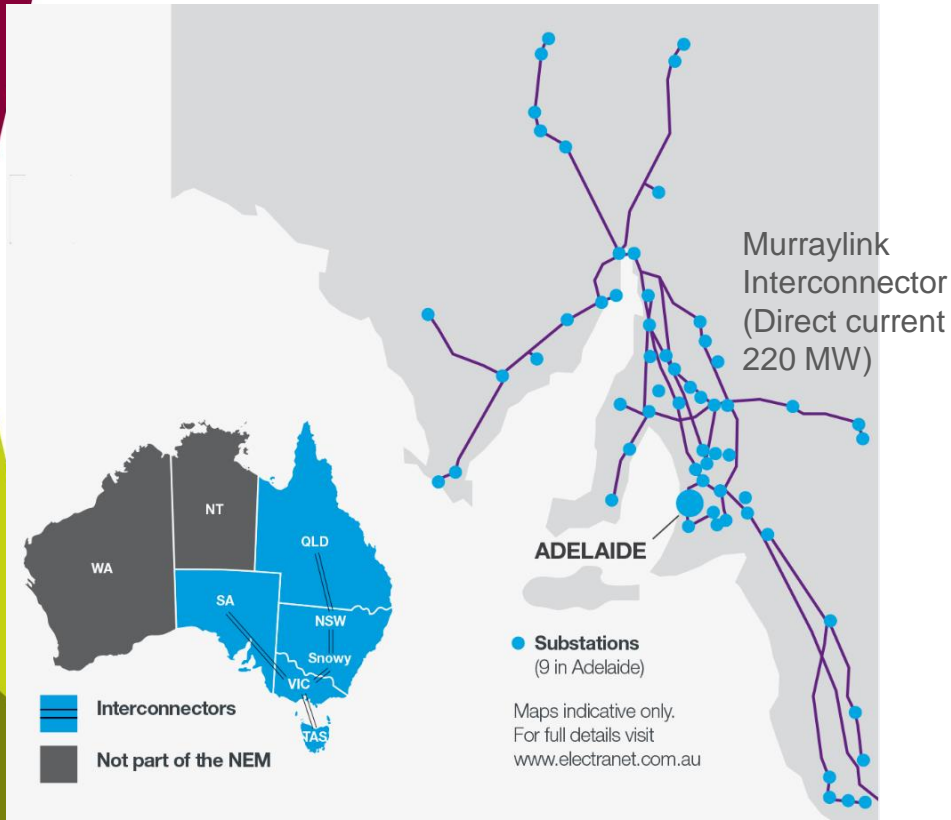 Murraylink
Interconnector
(Direct current
220 MW)
ADELAIDE
Substations
(9 in Adelaide)
Maps indicative only.
For full details visit
www.electranet.com.au
WA
NT
QLD
SA
NSW
Snowy
VIC
TAS
Interconnectors
Not part of the NEM